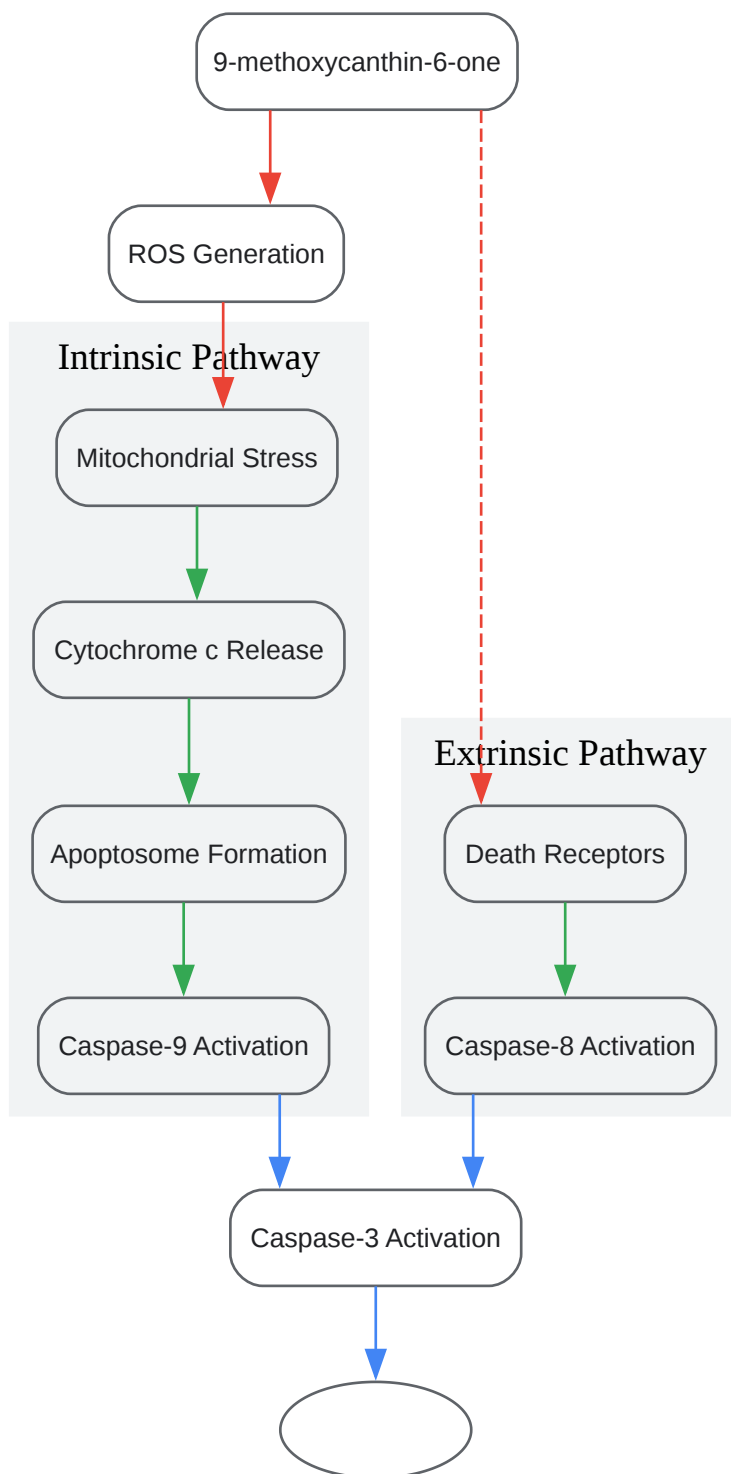 9-methoxycanthin-6-one
ROS Generation
Intrinsic Pathway
Mitochondrial Stress
Cytochrome c Release
Extrinsic Pathway
Apoptosome Formation
Death Receptors
Caspase-9 Activation
Caspase-8 Activation
Caspase-3 Activation